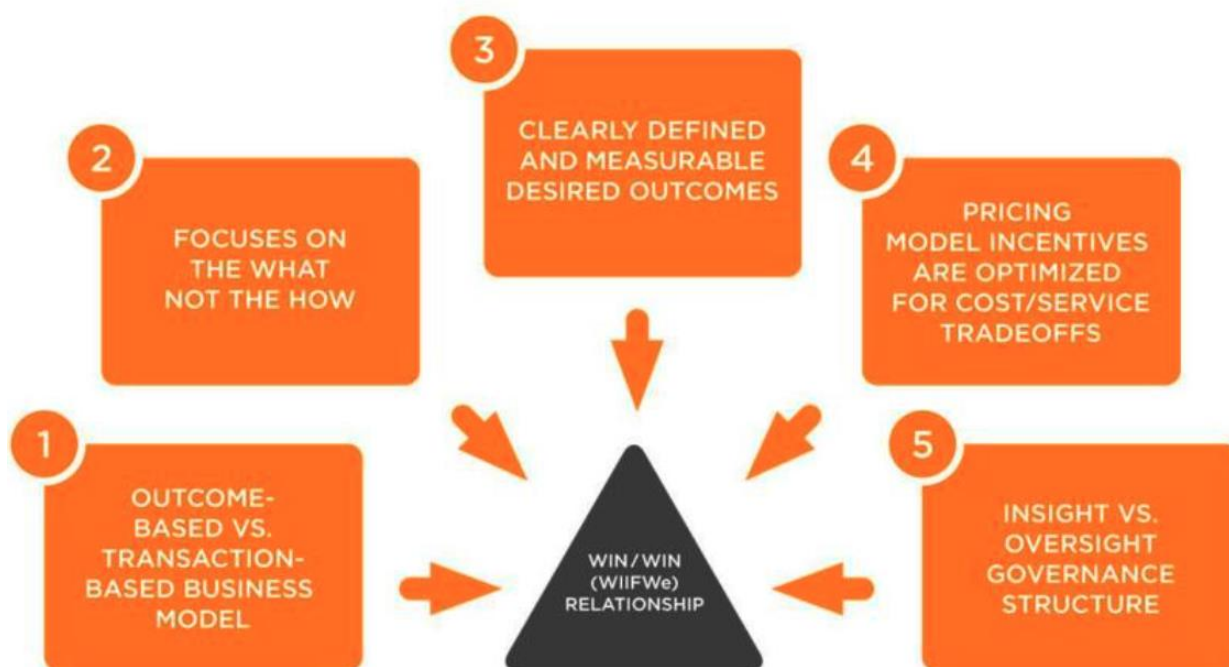 1
OUTCOME-
BASED VS.
TRANSACTION-
BASED BUSINESS
MODEL
2
FOCUSES ON
THE WHAT
NOT THE HOW
3
CLEARLY DEFINED
AND MEASURABLE
DESIRED OUTCOMES
4
PRICING
MODEL INCENTIVES
ARE OPTIMIZED
FOR COST/SERVICE
TRADEOFFS
5
INSIGHT VS.
OVERSIGHT
GOVERNANCE
STRUCTURE
WIN/WIN
(WIIFWe)
RELATIONSHIP